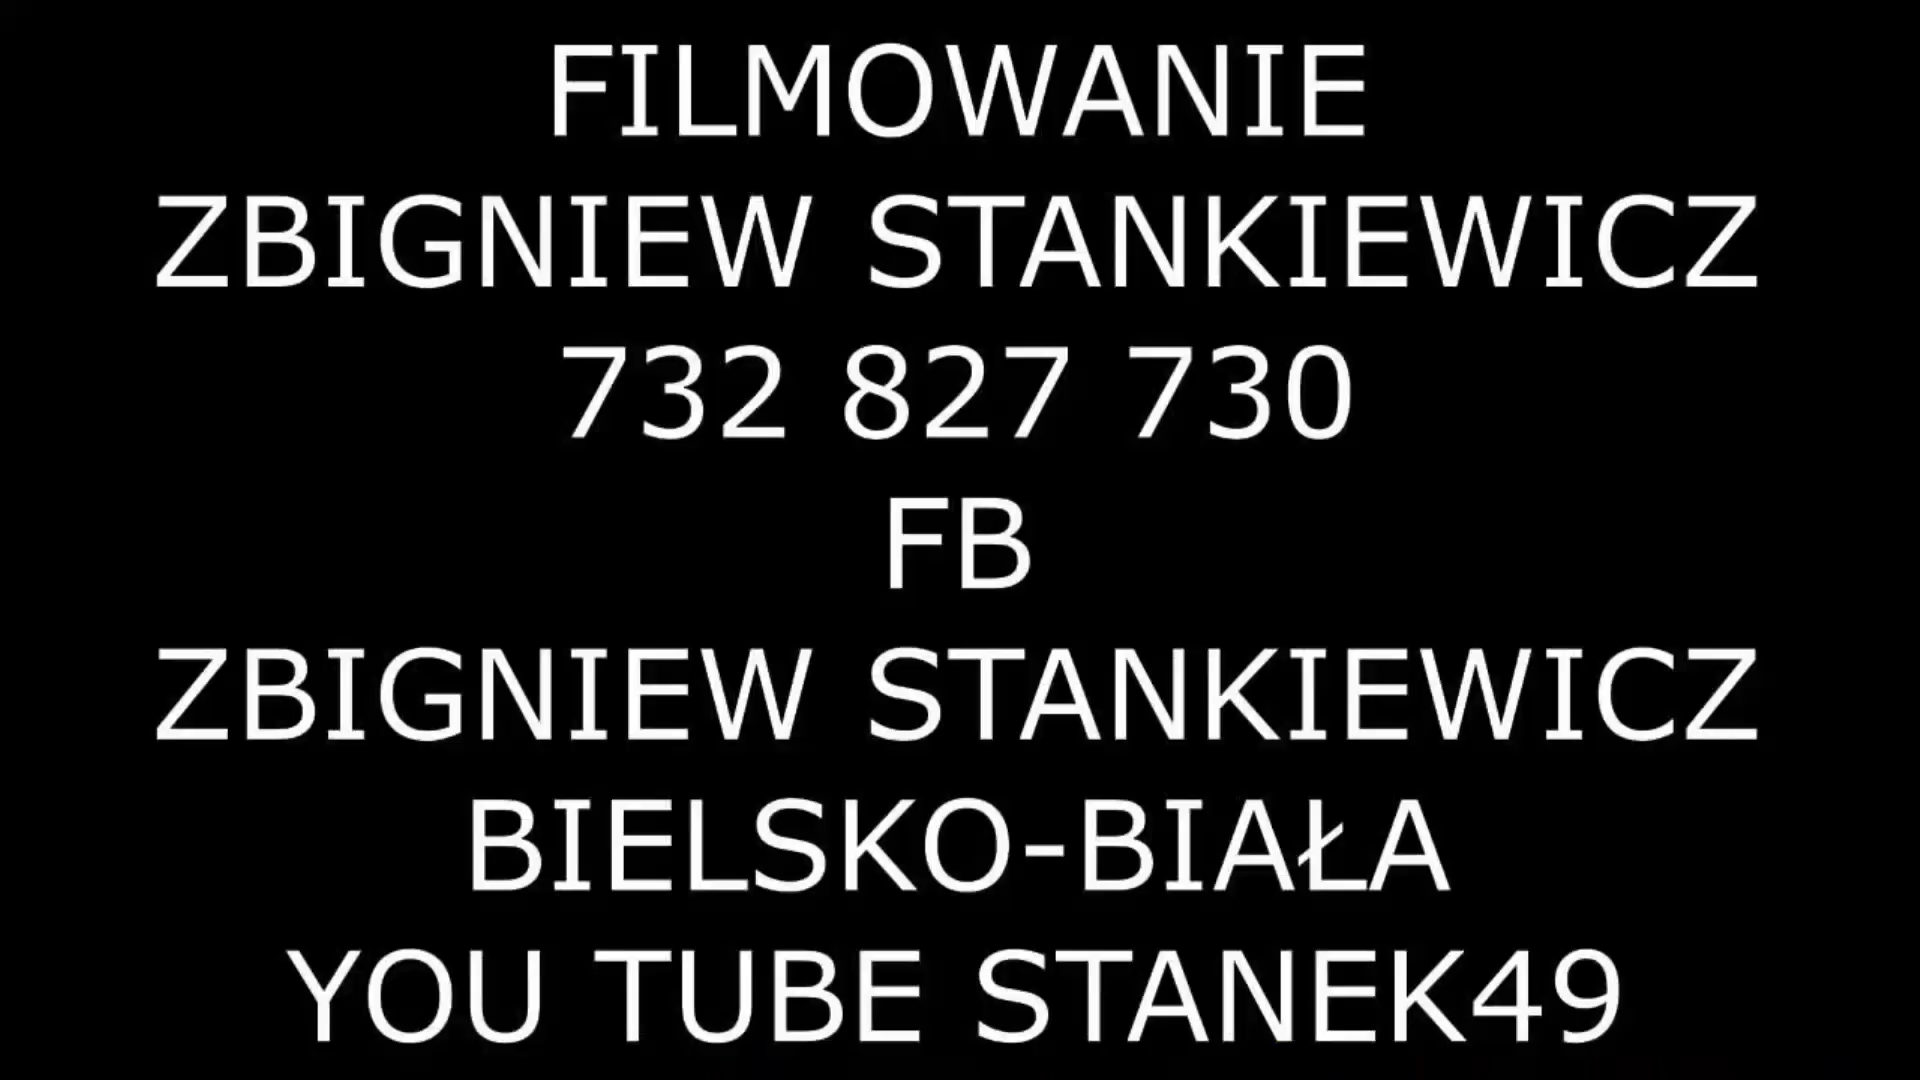 FILMOWANIE
ZBIGNIEW STANKIEWICZ
732 827 730
FB
ZBIGNIEW STANKIEWICZ
BIELSKO-BIAŁA
YOU TUBE STANEK49